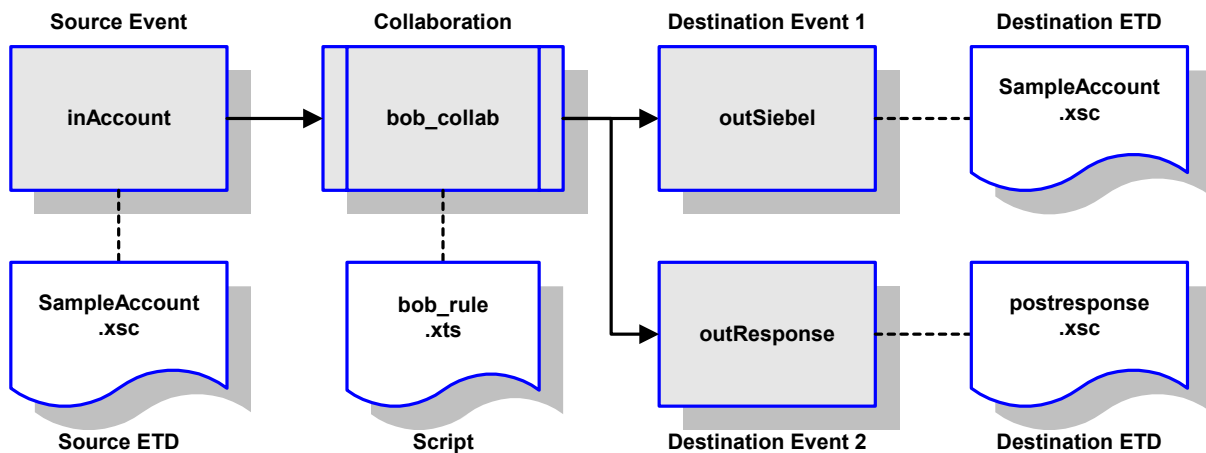 Source Event
Collaboration
Destination Event 1
Destination ETD
inAccount
bob_collab
outSiebel
SampleAccount
.xsc
SampleAccount
.xsc
bob_rule
.xts
outResponse
postresponse
.xsc
Source ETD
Script
Destination Event 2
Destination ETD